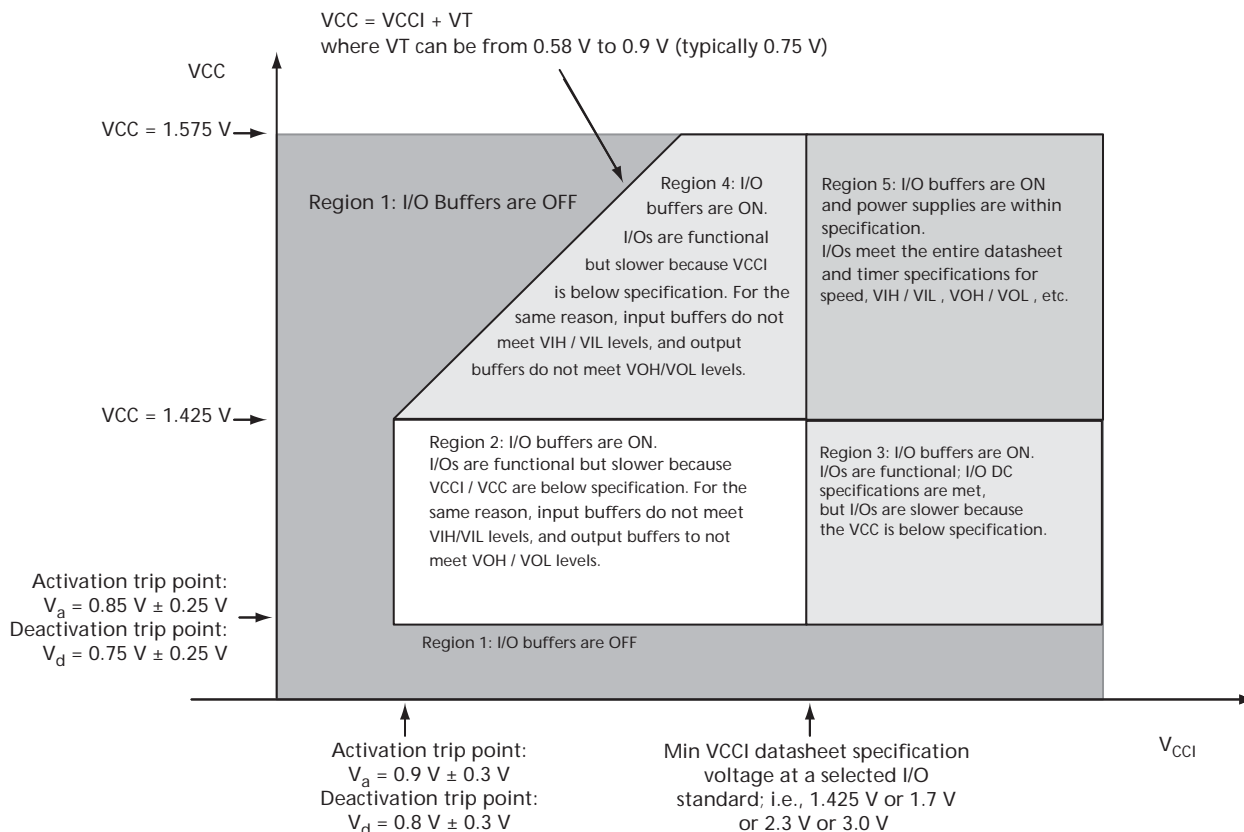 VCC = VCCI + VT
where VT can be from 0.58 V to 0.9 V (typically 0.75 V)
VCC
VCC = 1.575 V
Region 1: I/O Buffers are OFF
Region 4: I/O
buffers are ON.
I/Os are functional
but slower because VCCI
is below specification. For the
same reason, input buffers do not
meet VIH / VIL levels, and output
buffers do not meet VOH/VOL levels.
Region 5: I/O buffers are ON
and power supplies are within
specification.
I/Os meet the entire datasheet
and timer specifications for
speed, VIH / VIL , VOH / VOL , etc.
VCC = 1.425 V
Region 2: I/O buffers are ON.
I/Os are functional but slower because
VCCI / VCC are below specification. For the
same reason, input buffers do not meet
VIH/VIL levels, and output buffers to not
meet VOH / VOL levels.
Region 3: I/O buffers are ON.
I/Os are functional; I/O DC
specifications are met,
but I/Os are slower because
the VCC is below specification.
Activation trip point:
Va = 0.85 V ± 0.25 V
Deactivation trip point:
Vd = 0.75 V ± 0.25 V
Region 1: I/O buffers are OFF
Activation trip point:
Va = 0.9 V ± 0.3 V
Deactivation trip point:
Vd = 0.8 V ± 0.3 V
Min VCCI datasheet specification
voltage at a selected I/O
standard; i.e., 1.425 V or 1.7 V
or 2.3 V or 3.0 V
VCCI